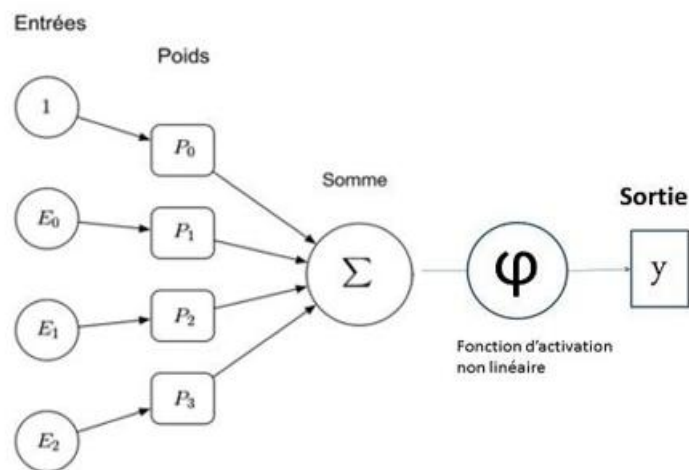 Entrées
Poids
1
P₀
Somme
Sortie
E₀
P₁
Σ
φ
y
E₁
P₂
Fonction d'activation
non linéaire
P₃
E₂